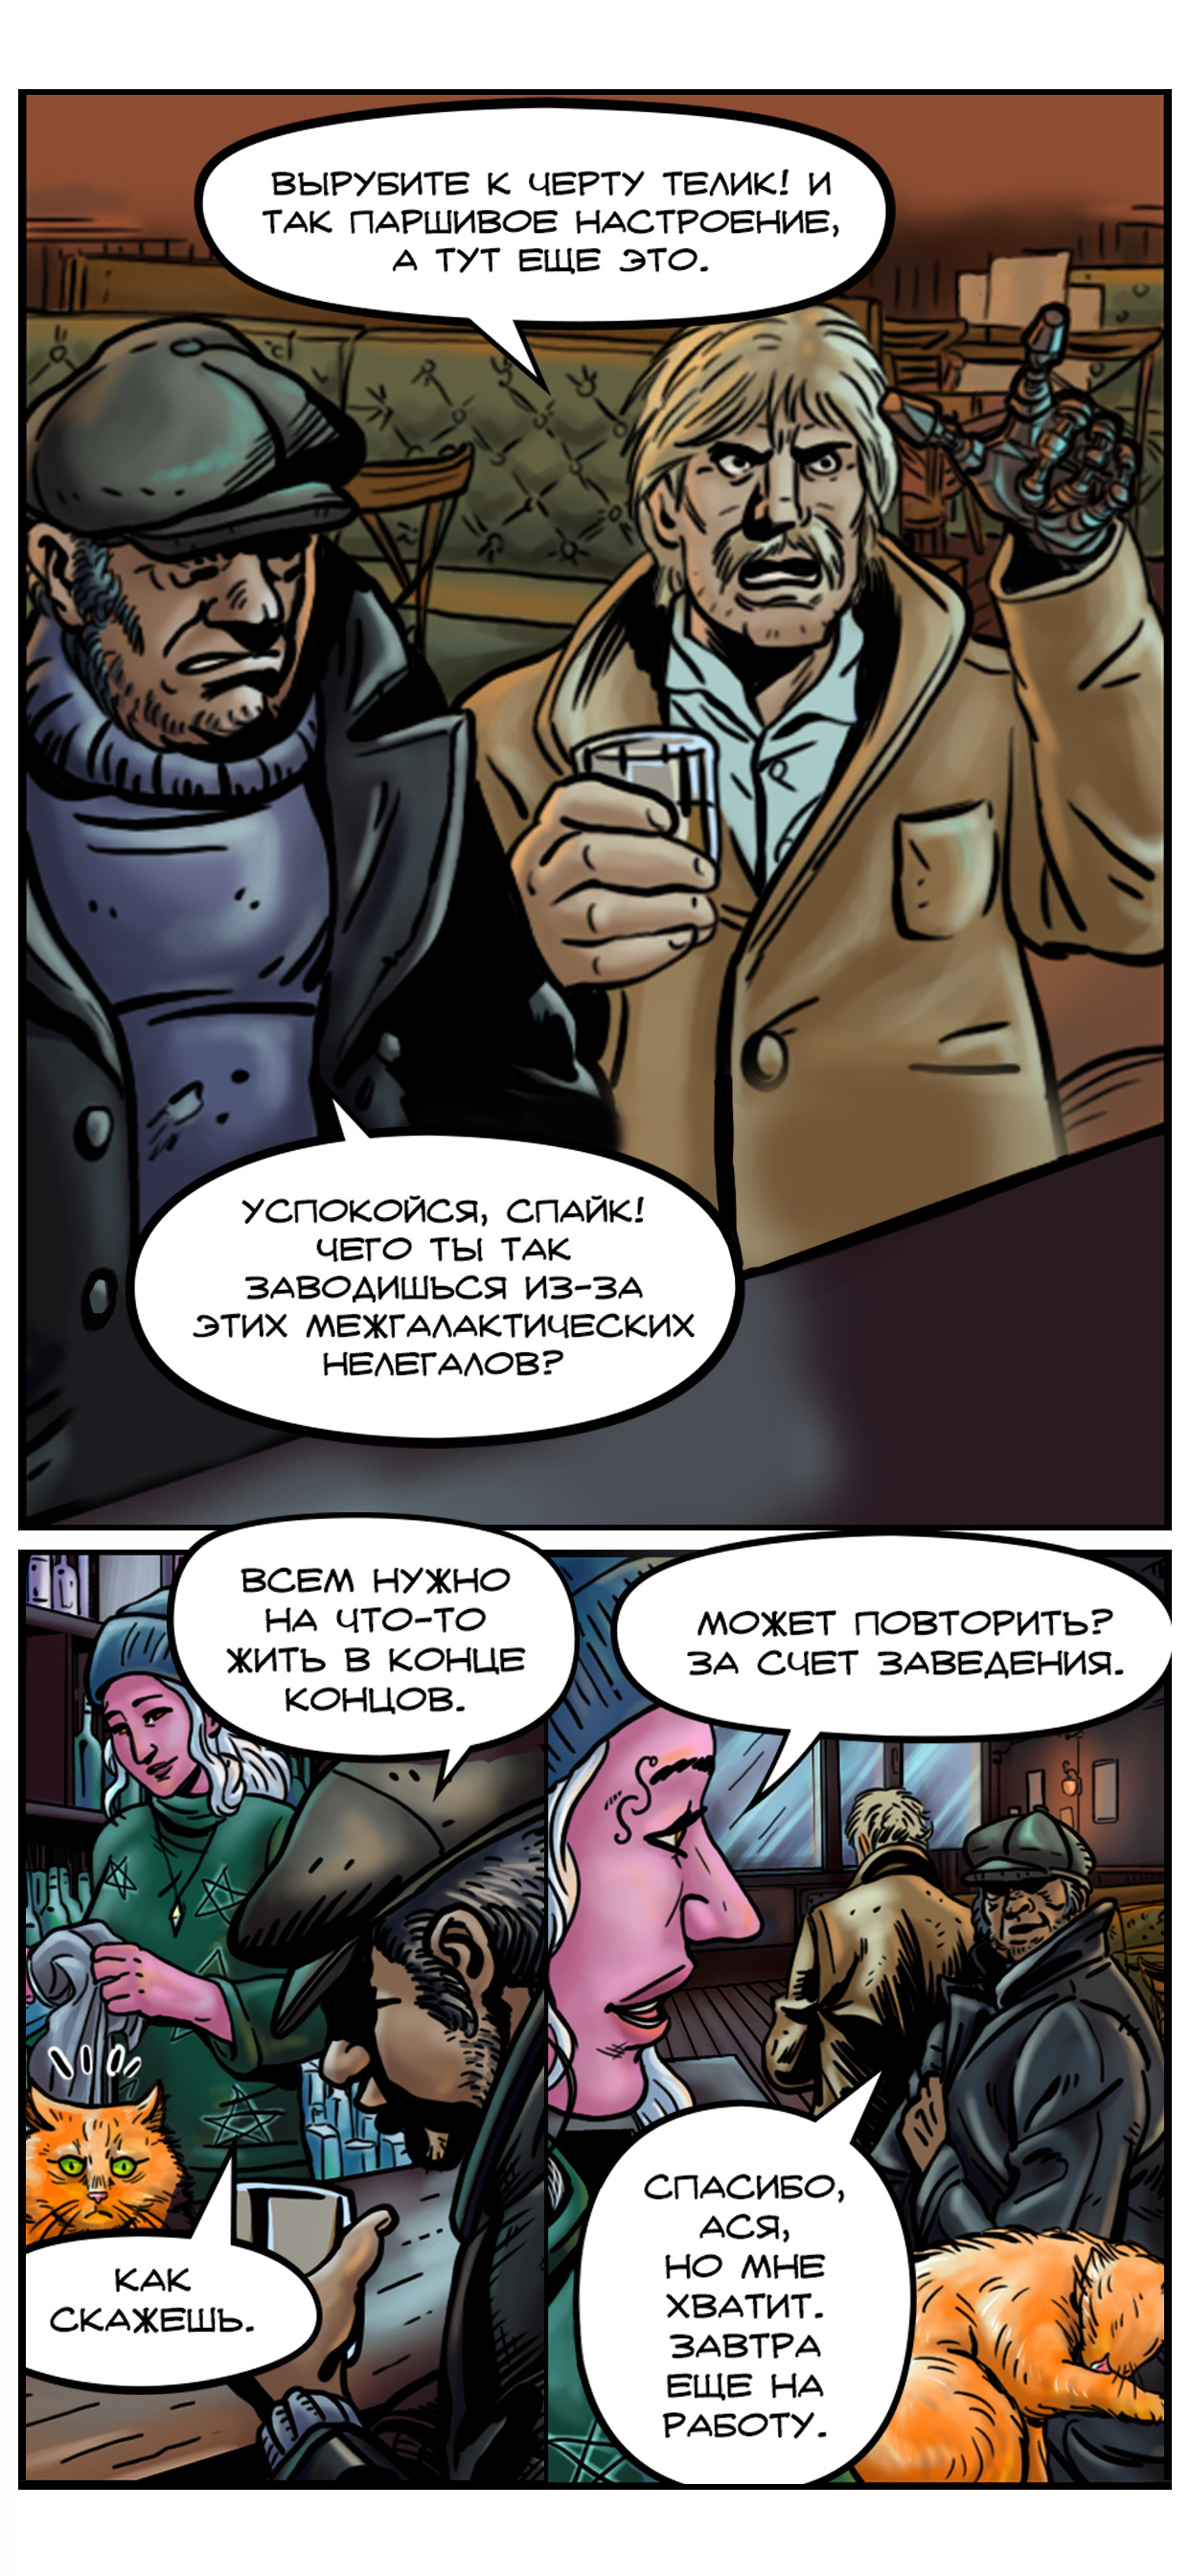 ВЫРУБИТЕ К ЧЕРТУ ТЕЛИК! И
ТАК ПАРШИВОЕ НАСТРОЕНИЕ,
А ТУТ ЕЩЕ ЭТО.
УСПОКОЙСЯ, СПАЙК!
ЧЕГО ТЫ ТАК
ЗАВОДИШЬСЯ ИЗ-ЗА
ЭТИХ МЕЖГАЛАКТИЧЕСКИХ
НЕЛЕГАЛОВ?
ВСЕМ НУЖНО
НА ЧТО-ТО
ЖИТЬ В КОНЦЕ
КОНЦОВ.
КАК
СКАЖЕШЬ.
МОЖЕТ ПОВТОРИТЬ?
ЗА СЧЕТ ЗАВЕДЕНИЯ.
СПАСИБО,
АСЯ,
НО МНЕ
ХВАТИТ.
ЗАВТРА
ЕЩЕ НА
РАБОТУ.